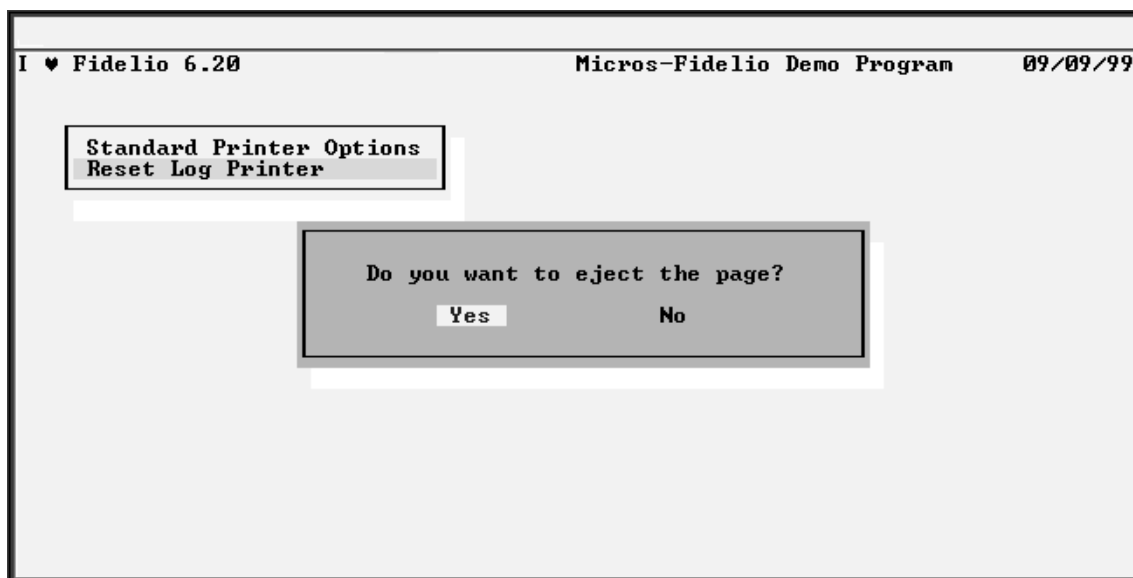 I ♥ Fidelio 6.20 Micros-Fidelio Demo Program 09/09/99
Standard Printer Options
Reset Log Printer
Do you want to eject the page?
Yes No